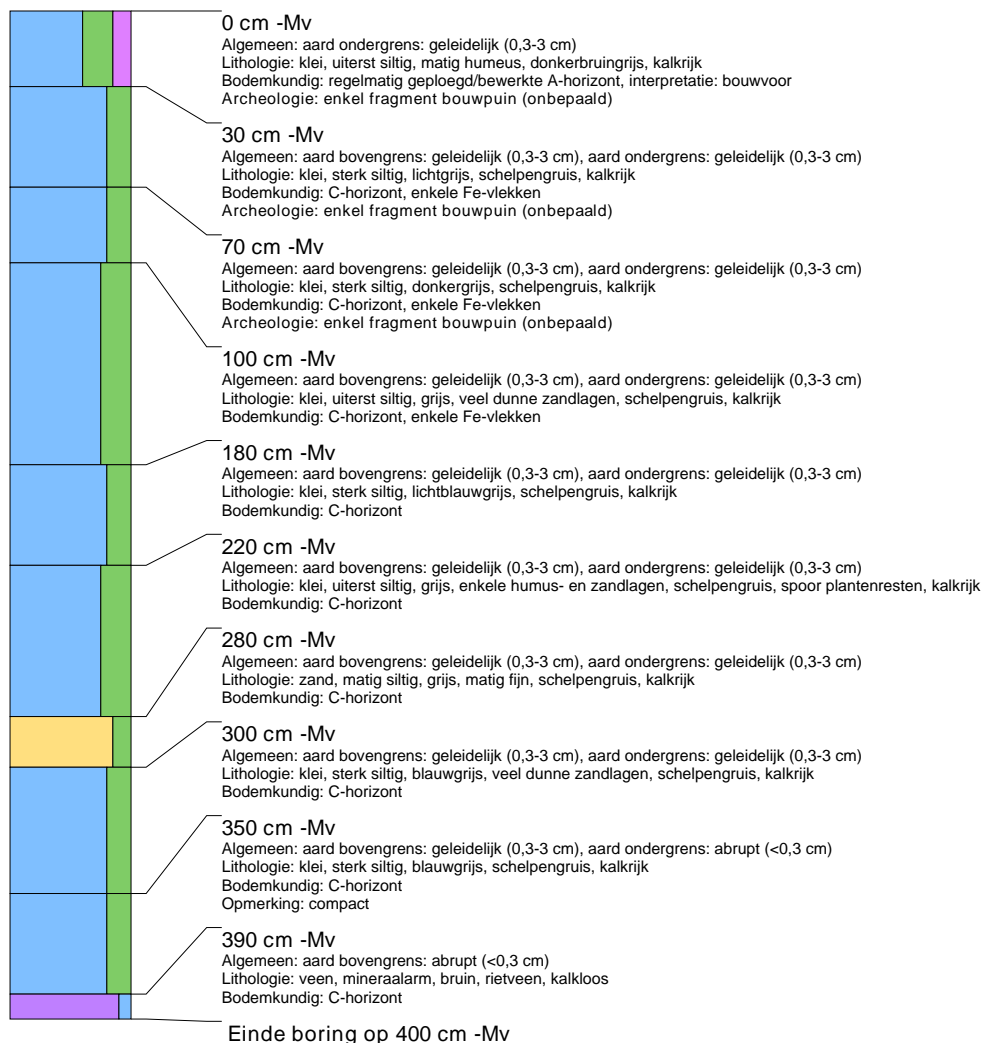 0 cm -Mv
Algemeen: aard ondergrens: geleidelijk (0,3-3 cm)
Lithologie: klei, uiterst siltig, matig humeus, donkerbruingrijs, kalkrijk
Bodemkundig: regelmatig geploegd/bewerkte A-horizont, interpretatie: bouwvoor
Archeologie: enkel fragment bouwpuin (onbepaald)
30 cm -Mv
Algemeen: aard bovengrens: geleidelijk (0,3-3 cm), aard ondergrens: geleidelijk (0,3-3 cm)
Lithologie: klei, sterk siltig, lichtgrijs, schelpengruis, kalkrijk
Bodemkundig: C-horizont, enkele Fe-vlekken
Archeologie: enkel fragment bouwpuin (onbepaald)
70 cm -Mv
Algemeen: aard bovengrens: geleidelijk (0,3-3 cm), aard ondergrens: geleidelijk (0,3-3 cm)
Lithologie: klei, sterk siltig, donkergrijs, schelpengruis, kalkrijk
Bodemkundig: C-horizont, enkele Fe-vlekken
Archeologie: enkel fragment bouwpuin (onbepaald)
100 cm -Mv
Algemeen: aard bovengrens: geleidelijk (0,3-3 cm), aard ondergrens: geleidelijk (0,3-3 cm)
Lithologie: klei, uiterst siltig, grijs, veel dunne zandlagen, schelpengruis, kalkrijk
Bodemkundig: C-horizont, enkele Fe-vlekken
180 cm -Mv
Algemeen: aard bovengrens: geleidelijk (0,3-3 cm), aard ondergrens: geleidelijk (0,3-3 cm)
Lithologie: klei, sterk siltig, lichtblauwgrijs, schelpengruis, kalkrijk
Bodemkundig: C-horizont
220 cm -Mv
Algemeen: aard bovengrens: geleidelijk (0,3-3 cm), aard ondergrens: geleidelijk (0,3-3 cm)
Lithologie: klei, uiterst siltig, grijs, enkele humus- en zandlagen, schelpengruis, spoor plantenresten, kalkrijk
Bodemkundig: C-horizont
280 cm -Mv
Algemeen: aard bovengrens: geleidelijk (0,3-3 cm), aard ondergrens: geleidelijk (0,3-3 cm)
Lithologie: zand, matig siltig, grijs, matig fijn, schelpengruis, kalkrijk
Bodemkundig: C-horizont
300 cm -Mv
Algemeen: aard bovengrens: geleidelijk (0,3-3 cm), aard ondergrens: geleidelijk (0,3-3 cm)
Lithologie: klei, sterk siltig, blauwgrijs, veel dunne zandlagen, schelpengruis, kalkrijk
Bodemkundig: C-horizont
350 cm -Mv
Algemeen: aard bovengrens: geleidelijk (0,3-3 cm), aard ondergrens: abrupt (<0,3 cm)
Lithologie: klei, sterk siltig, blauwgrijs, schelpengruis, kalkrijk
Bodemkundig: C-horizont
Opmerking: compact
390 cm -Mv
Algemeen: aard bovengrens: abrupt (<0,3 cm)
Lithologie: veen, mineraalarm, bruin, rietveen, kalkloos
Bodemkundig: C-horizont
Einde boring op 400 cm -Mv